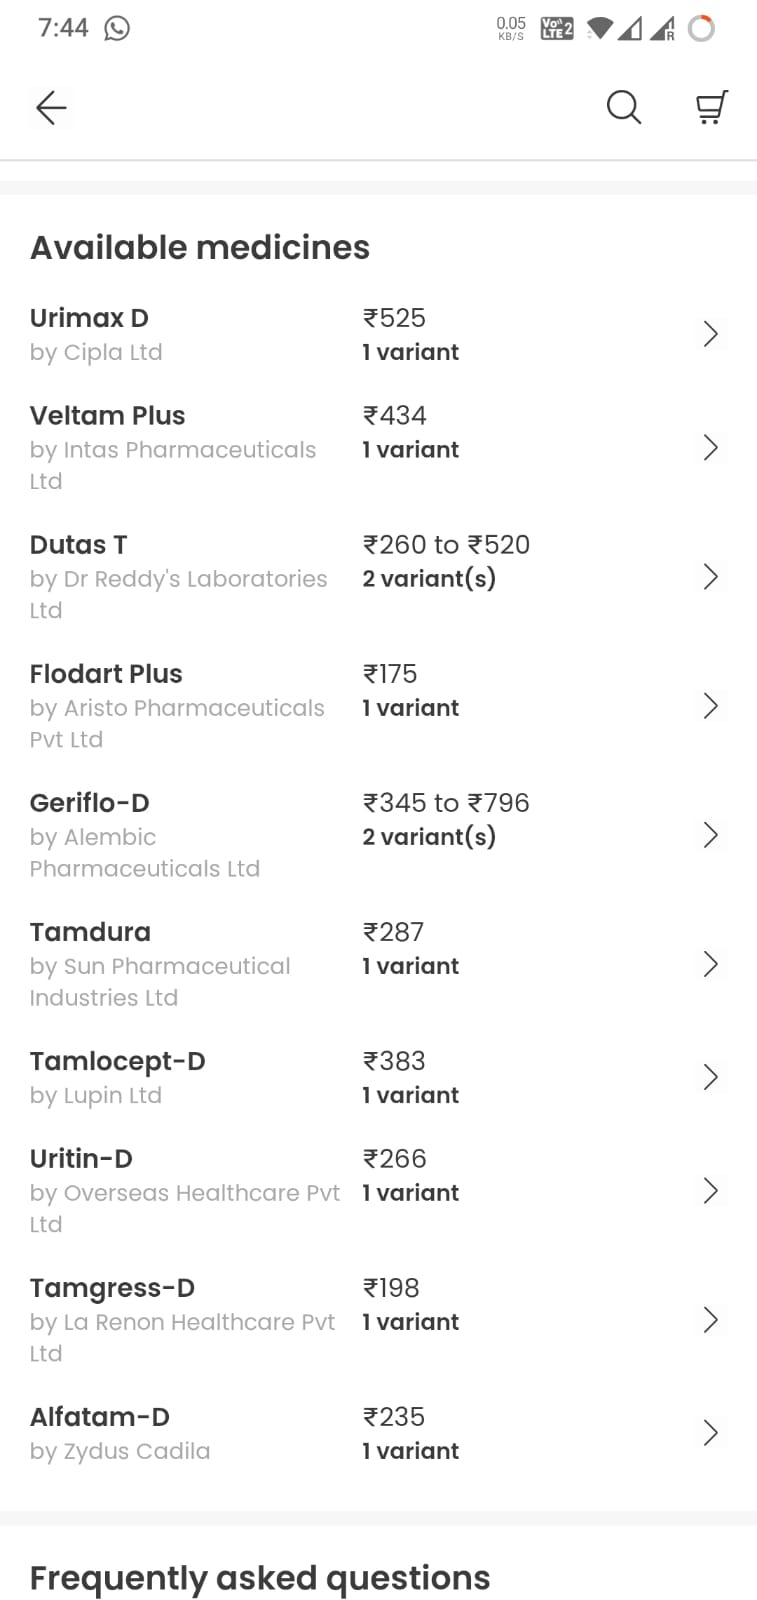 7:44
0.05
KB/S
Vo"
LTE 2
R
Available medicines
Urimax D
₹525
by Cipla Ltd
1 variant
Veltam Plus
₹434
by Intas Pharmaceuticals
1 variant
Ltd
Dutas T
₹260 to ₹520
by Dr Reddy's Laboratories
2 variant(s)
Ltd
Flodart Plus
₹175
by Aristo Pharmaceuticals
1 variant
Pvt Ltd
Geriflo-D
₹345 to ₹796
by Alembic
2 variant(s)
Pharmaceuticals Ltd
Tamdura
₹287
by Sun Pharmaceutical
1 variant
Industries Ltd
Tamlocept-D
₹383
by Lupin Ltd
1 variant
Uritin-D
₹266
by Overseas Healthcare Pvt
1 variant
Ltd
Tamgress-D
₹198
by La Renon Healthcare Pvt
1 variant
Ltd
Alfatam-D
₹235
by Zydus Cadila
1 variant
Frequently asked questions